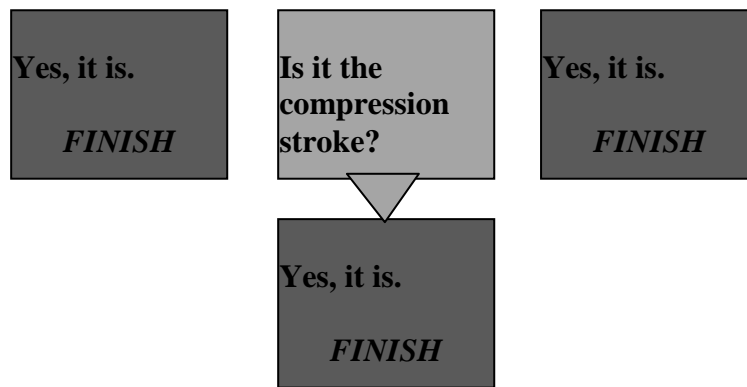 Yes, it is.
FINISH
Is it the
compression
stroke?
Yes, it is.
FINISH
Yes, it is.
FINISH